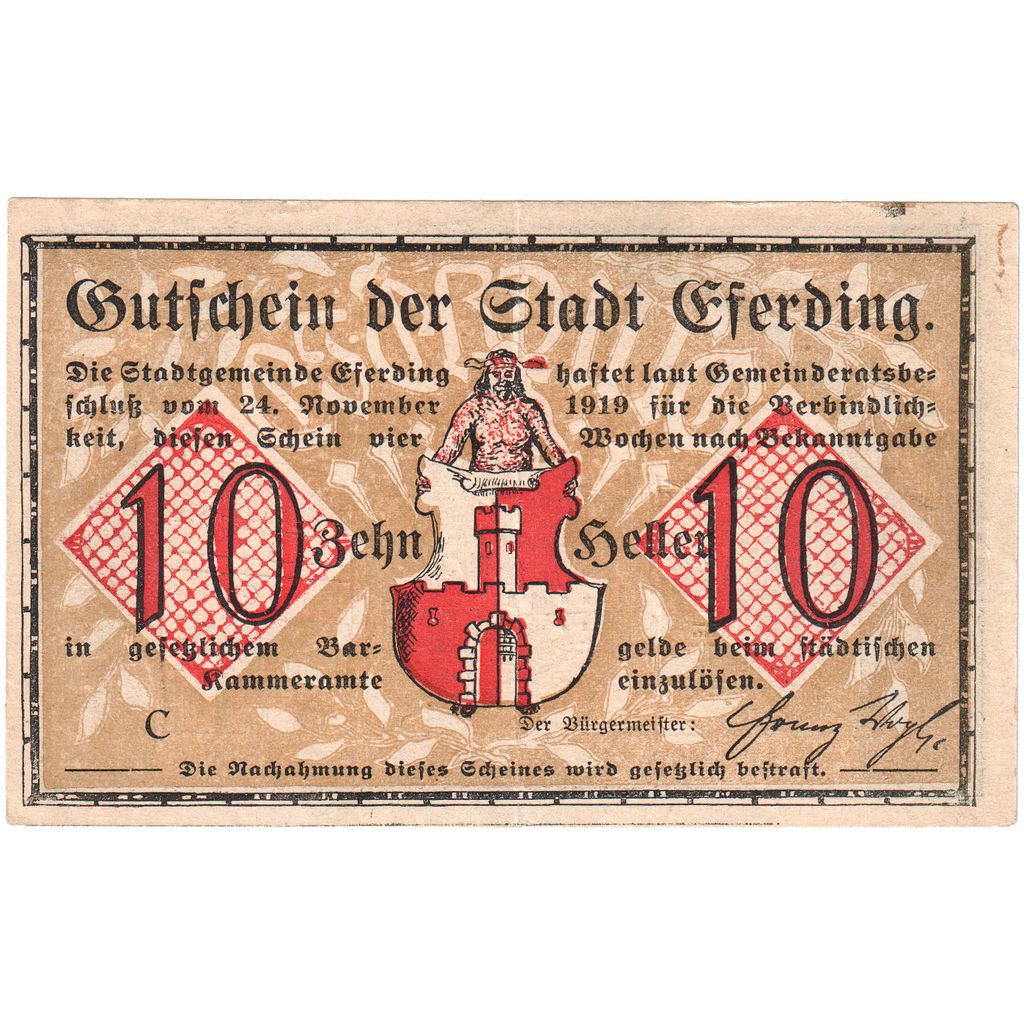 Gutſchein der Stadt Eferding.
Die Stadtgemeinde Eferding haftet laut Gemeinderatsbe-
ſchluß vom 24. November 1919 für die Verbindlich-
keit, dieſen Schein vier Wochen nach Bekanntgabe
10 Zehn Heller 10
in geſetzlichem Bar- gelde beim ſtädtiſchen
Kammeramte einzulöſen.
C Der Bürgermeiſter:
Die Nachahmung dieſes Scheines wird geſetzlich beſtraft.